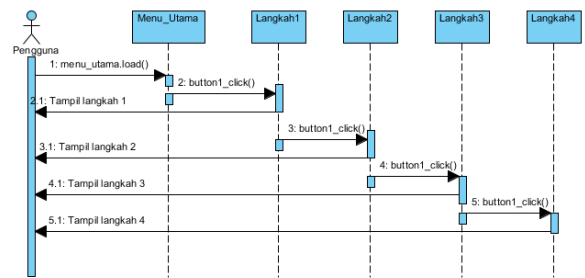 Menu_Utama
Langkah1
Langkah2
Langkah3
Langkah4
Pengguna
1: menu_utama.load()
2: button1_click()
2.1: Tampil langkah 1
3: button1_click()
3.1: Tampil langkah 2
4: button1_click()
4.1: Tampil langkah 3
5: button1_click()
5.1: Tampil langkah 4